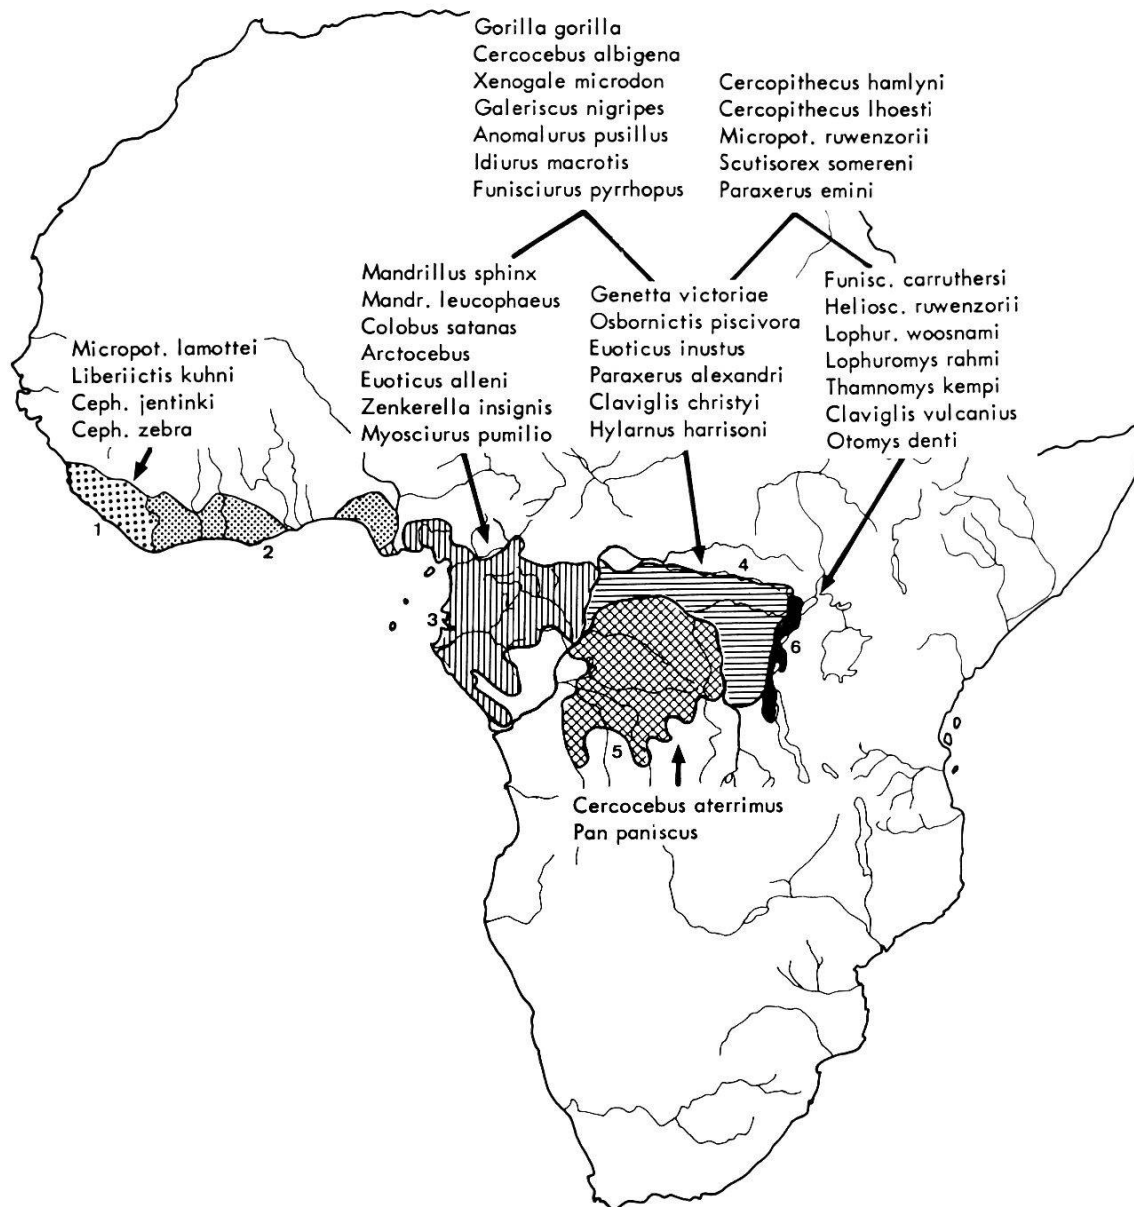 Gorilla gorilla
Cercocebus albigena
Xenogale microdon
Galeriscus nigripes
Anomalurus pusillus
Idiurus macrotis
Funisciurus pyrrhopus
Cercopithecus hamlyni
Cercopithecus lhoesti
Micropot. ruwenzorii
Scutisorex somereni
Paraxerus emini
Mandrillus sphinx
Mandr. leucophaeus
Colobus satanas
Arctocebus
Euoticus alleni
Zenkerella insignis
Myosciurus pumilio
Genetta victoriae
Osbornictis piscivora
Euoticus inustus
Paraxerus alexandri
Claviglis christyi
Hylarnus harrisoni
Funisc. carruthersi
Heliosc. ruwenzorii
Lophur. woosnami
Lophuromys rahmi
Thamnomys kempi
Claviglis vulcanius
Otomys denti
Micropot. lamottei
Liberiictis kuhni
Ceph. jentinki
Ceph. zebra
1
2
3
4
5
6
Cercocebus aterrimus
Pan paniscus